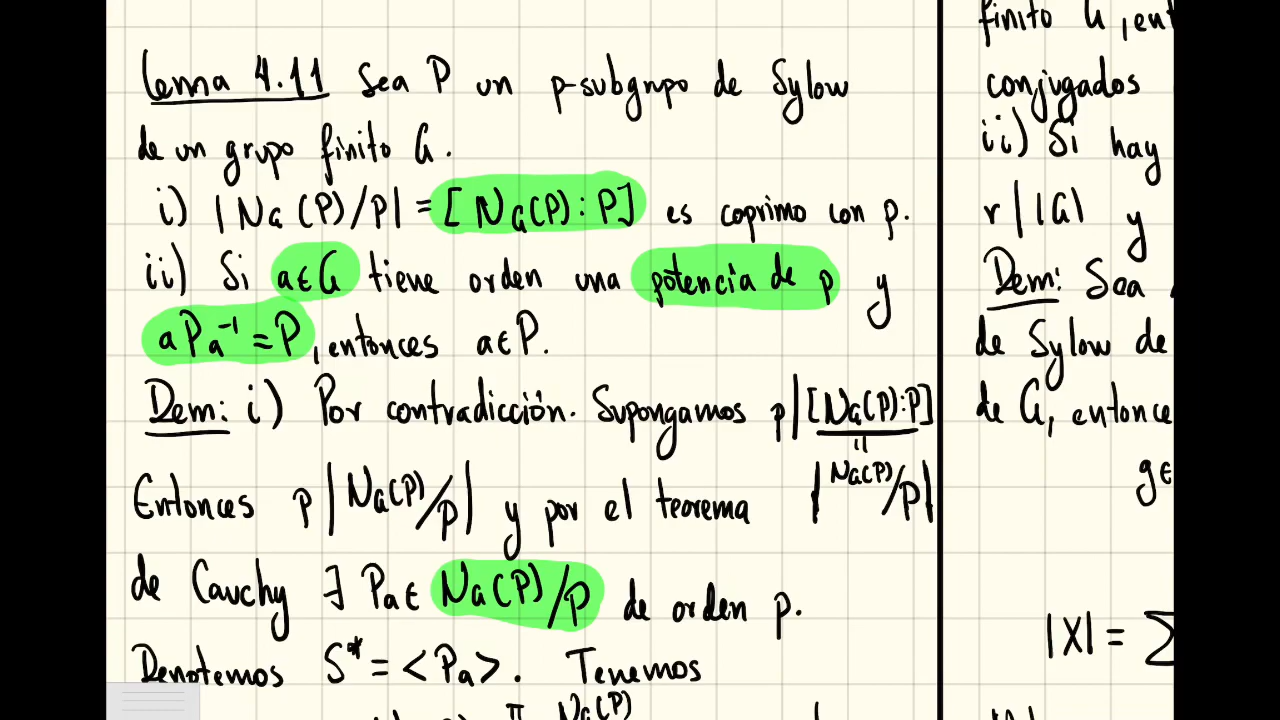 Lema 4.11 Sea P un p-subgrupo de Sylow
de un grupo finito G.
i) |N_G(P)/P| = [N_G(P):P] es coprimo con p.
ii) Si a∈G tiene orden una potencia de p y
aPa⁻¹=P, entonces a∈P.
Dem: i) Por contradicción. Supongamos p | [N_G(P):P]
=
|N_G(P)/P|
Entonces p | |N_G(P)/P| y por el teorema
de Cauchy ∃ Pa∈ N_G(P)/P de orden p.
Denotemos S* = <Pa>. Tenemos
N_G(P)
finito G, ent
conjugados
ii) Si hay
r | |G| y
Dem: Sea
de Sylow de
de G, entonce
g∈
|X| = Σ